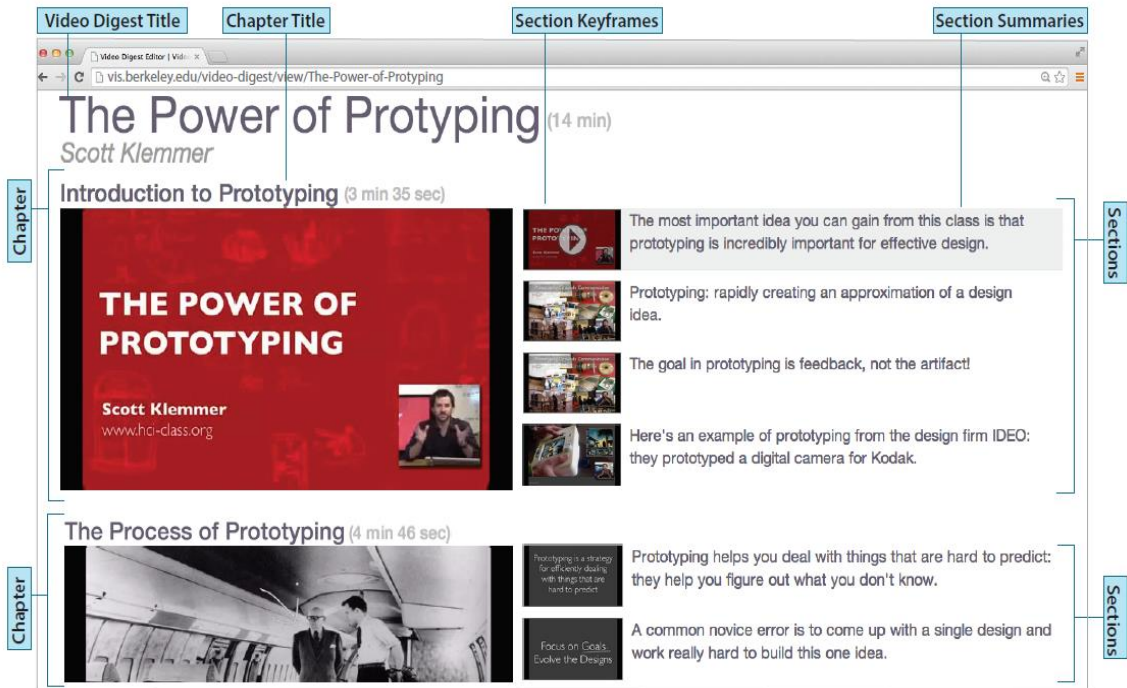 Video Digest Title
Chapter Title
Section Keyframes
Section Summaries
Video Digest Editor | Vide
vis.berkeley.edu/video-digest/view/The-Power-of-Protyping
The Power of Protyping (14 min)
Scott Klemmer
Chapter
Introduction to Prototyping (3 min 35 sec)
THE POWER OF
PROTOTYPING
Scott Klemmer
www.hci-class.org
The most important idea you can gain from this class is that
prototyping is incredibly important for effective design.
Prototyping: rapidly creating an approximation of a design
idea.
The goal in prototyping is feedback, not the artifact!
Here's an example of prototyping from the design firm IDEO:
they prototyped a digital camera for Kodak.
Sections
Chapter
The Process of Prototyping (4 min 46 sec)
Prototyping is a strategy
for efficiently dealing
with things that are
hard to predict
Prototyping helps you deal with things that are hard to predict:
they help you figure out what you don't know.
Focus on Goals
Evolve the Designs
A common novice error is to come up with a single design and
work really hard to build this one idea.
Sections